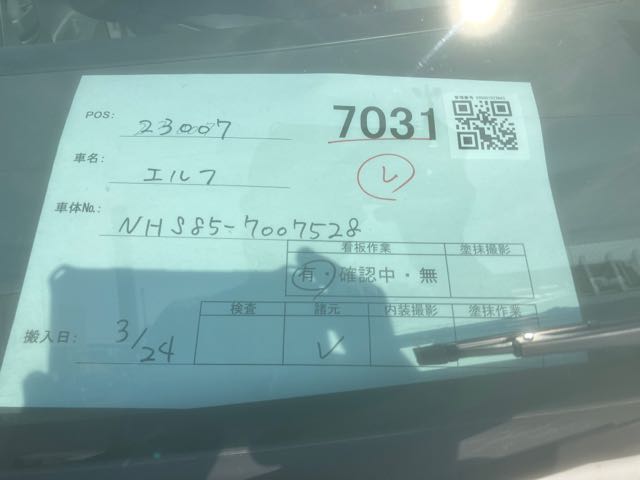 POS: 23007
7031
車名: エルフ
レ
車体No.: NHS85-7007528
看板作業 塗抹撮影
有・確認中・無
検査 諸元 内装撮影 塗抹作業
搬入日: 3/24